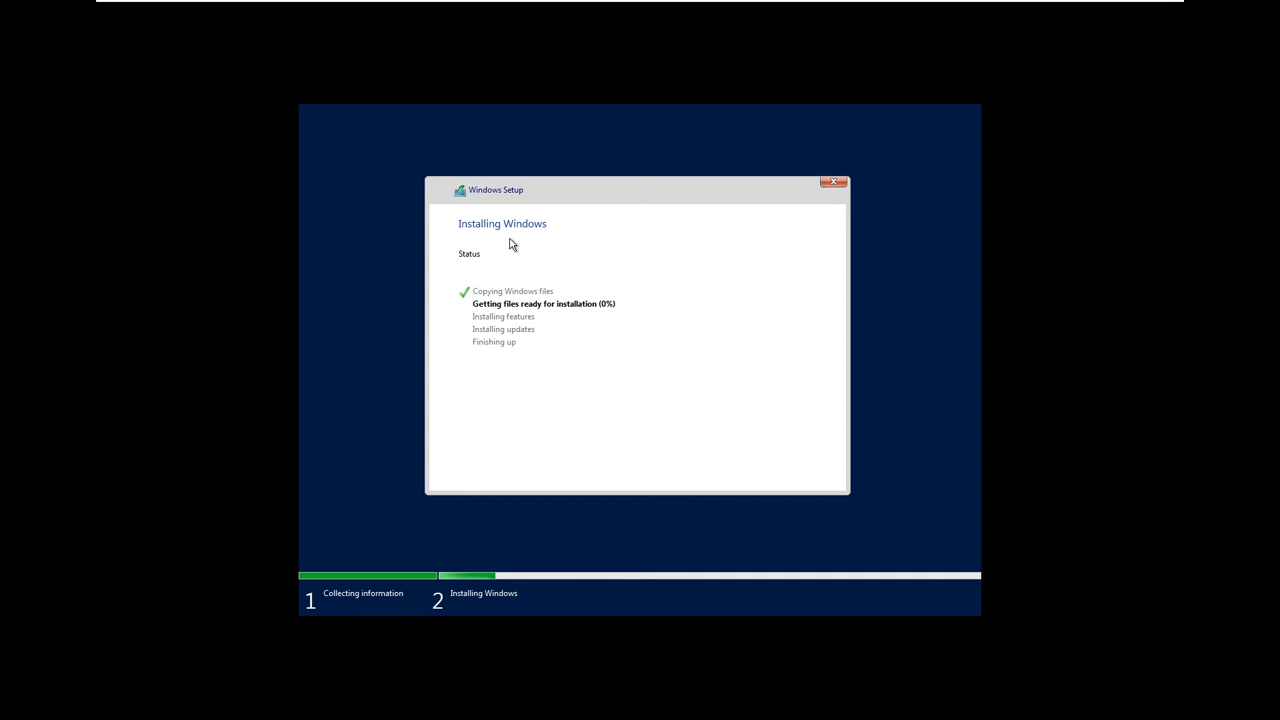 Windows Setup
Installing Windows
Status
Copying Windows files
Getting files ready for installation (0%)
Installing features
Installing updates
Finishing up
1 Collecting information
2 Installing Windows